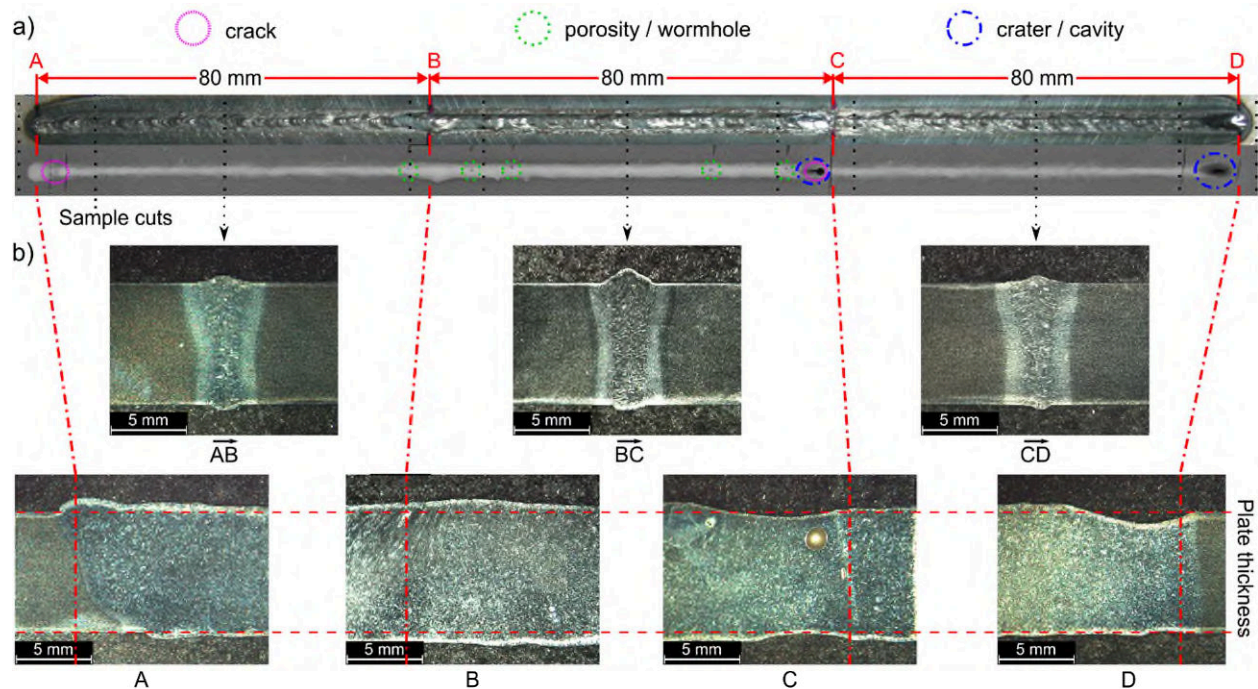 a)
crack
porosity / wormhole
crater / cavity
A
B
C
D
80 mm
80 mm
80 mm
Sample cuts
b)
5 mm
5 mm
5 mm
AB
BC
CD
5 mm
5 mm
5 mm
5 mm
Plate thickness
A
B
C
D